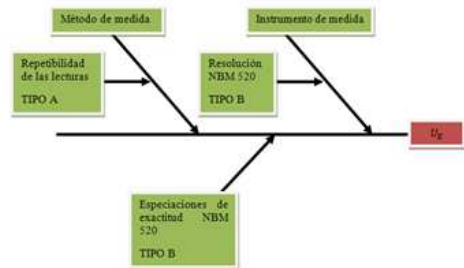 Método de medida
Instrumento de medida
Repetibilidad
de las lecturas
TIPO A
Resolución
NBM 520
TIPO B
U_E
Especiaciones de
exactitud NBM
520
TIPO B